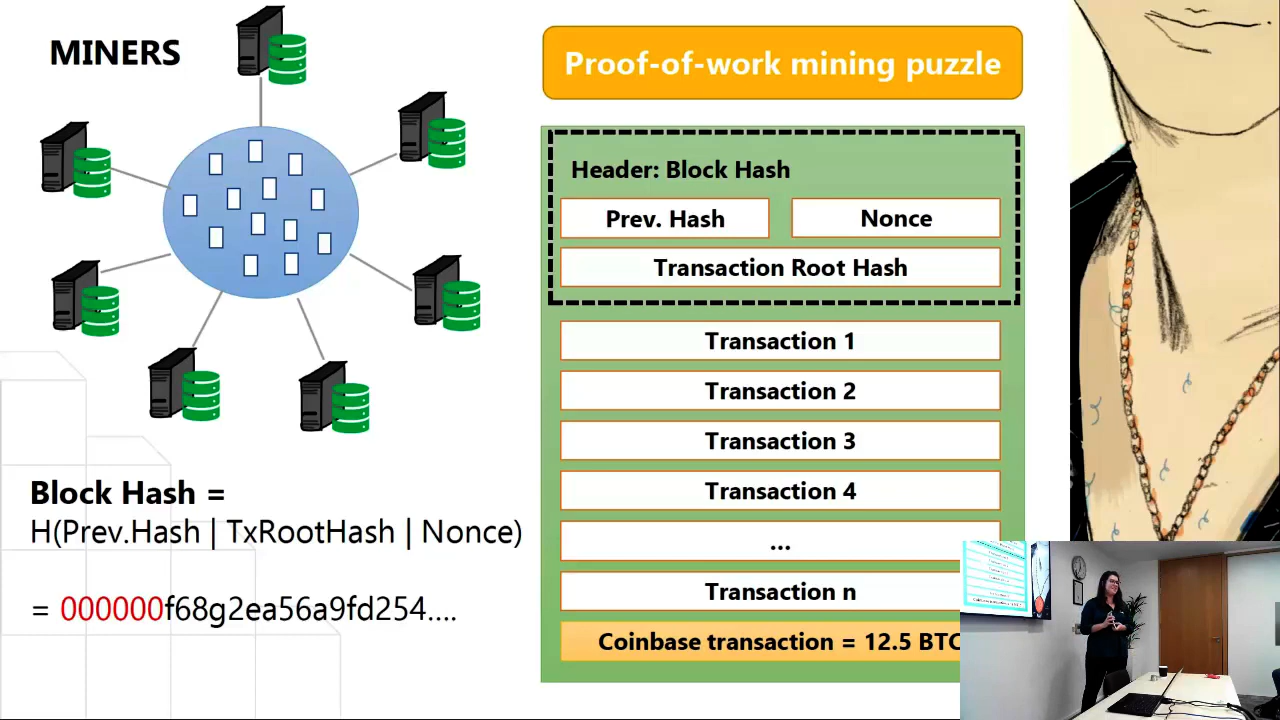 MINERS
Proof-of-work mining puzzle
Header: Block Hash
Prev. Hash
Nonce
Transaction Root Hash
Transaction 1
Transaction 2
Transaction 3
Transaction 4
...
Transaction n
Coinbase transaction = 12.5 BTC
Block Hash =
H(Prev.Hash | TxRootHash | Nonce)
= 000000f68g2ea56a9fd254....